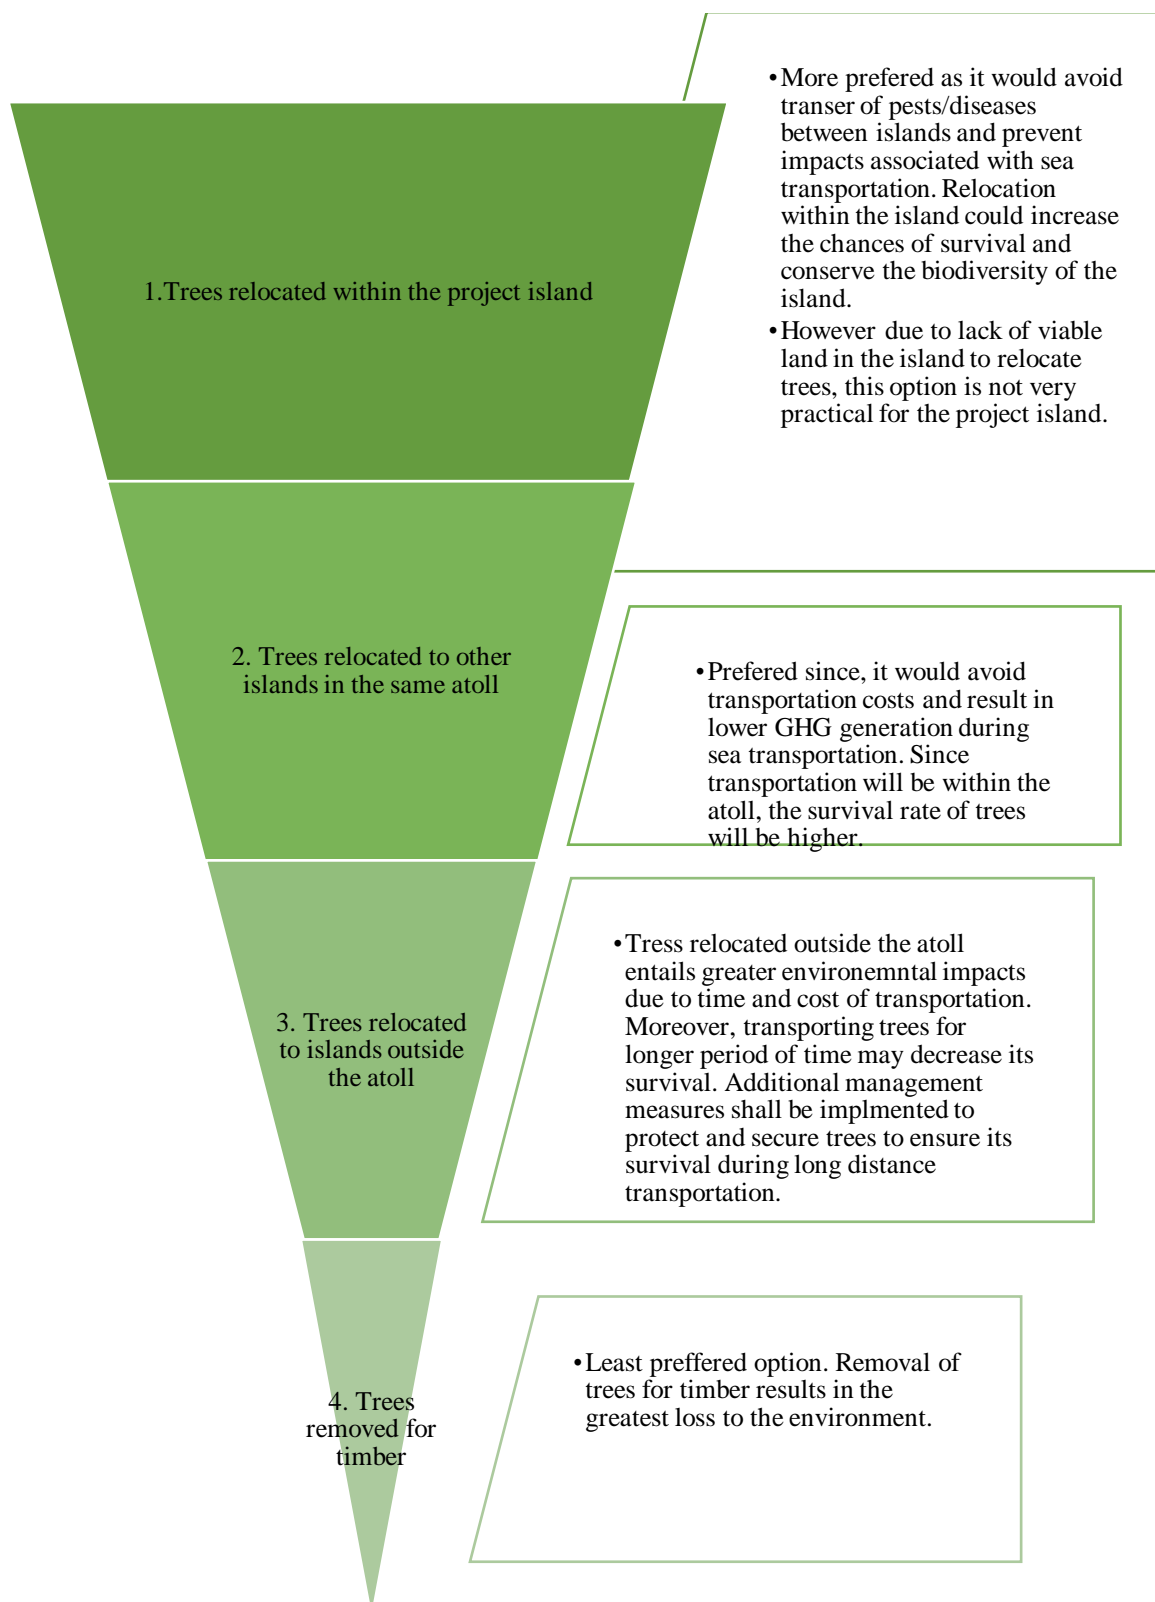 1.Trees relocated within the project island
•More prefered as it would avoid
transer of pests/diseases
between islands and prevent
impacts associated with sea
transportation. Relocation
within the island could increase
the chances of survival and
conserve the biodiversity of the
island.
•However due to lack of viable
land in the island to relocate
trees, this option is not very
practical for the project island.
2. Trees relocated to other
islands in the same atoll
•Prefered since, it would avoid
transportation costs and result in
lower GHG generation during
sea transportation. Since
transportation will be within the
atoll, the survival rate of trees
will be higher.
3. Trees relocated
to islands outside
the atoll
•Tress relocated outside the atoll
entails greater environemntal impacts
due to time and cost of transportation.
Moreover, transporting trees for
longer period of time may decrease its
survival. Additional management
measures shall be implmented to
protect and secure trees to ensure its
survival during long distance
transportation.
4. Trees
removed for
timber
•Least preffered option. Removal of
trees for timber results in the
greatest loss to the environment.